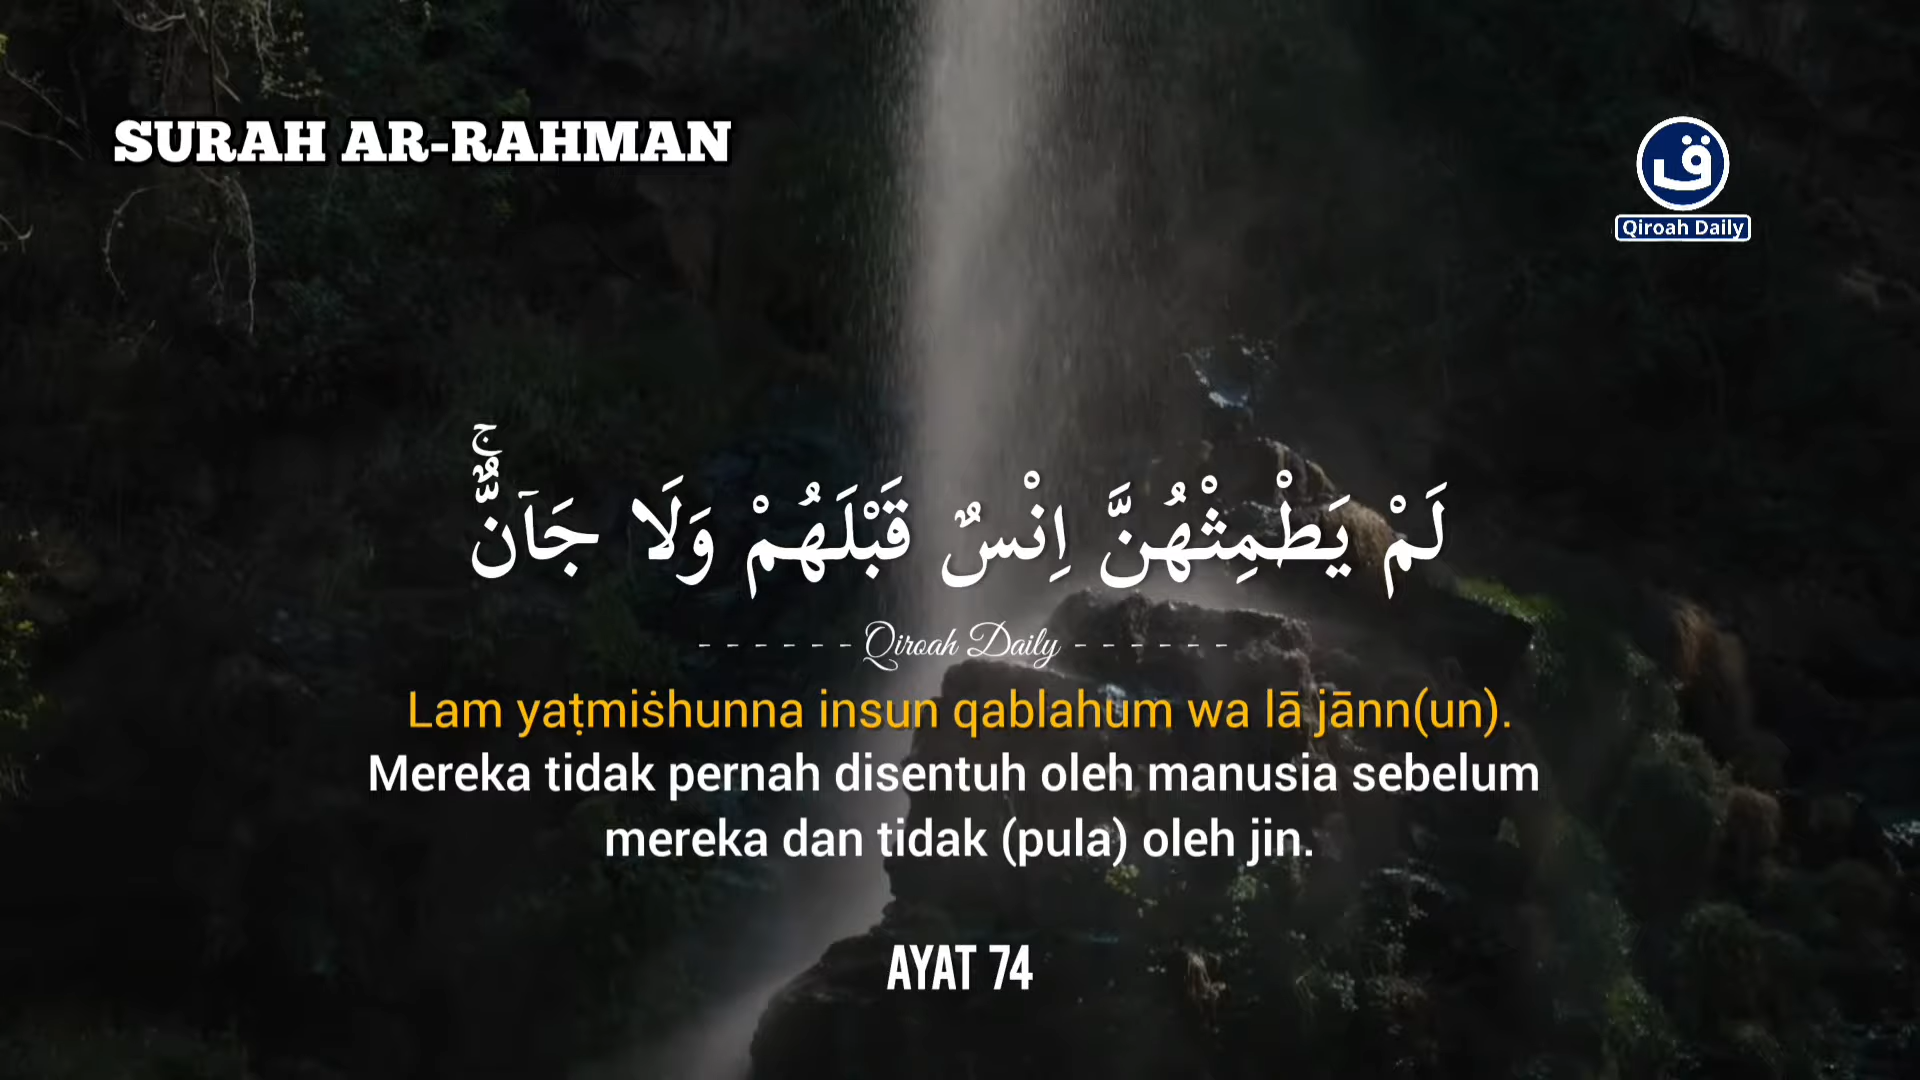 SURAH AR-RAHMAN
ق
Qiroah Daily
لَمْ يَطْمِثْهُنَّ اِنْسٌ قَبْلَهُمْ وَلَا جَاۤنٌّۚ
- - - - - - Qiroah Daily - - - - - -
Lam yaṭmiṡhunna insun qablahum wa lā jānn(un).
Mereka tidak pernah disentuh oleh manusia sebelum
mereka dan tidak (pula) oleh jin.
AYAT 74